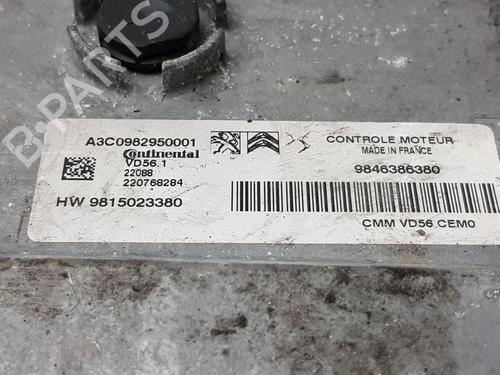 A3C0982950001
Continental
VD56.1
22088
220768284
HW 9815023380
CONTROLE MOTEUR
MADE IN FRANCE
9846386380
CMM VD56 CEM0
B-PARTS